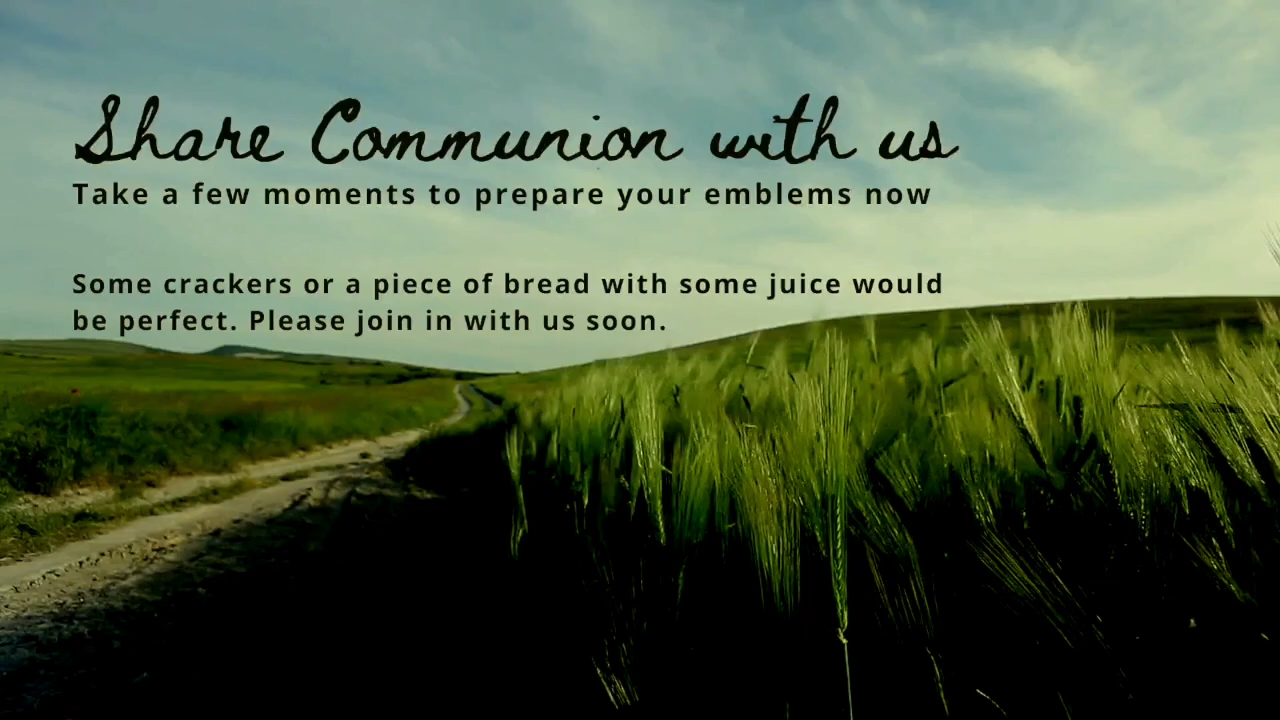 Share Communion with us
Take a few moments to prepare your emblems now
Some crackers or a piece of bread with some juice would
be perfect. Please join in with us soon.